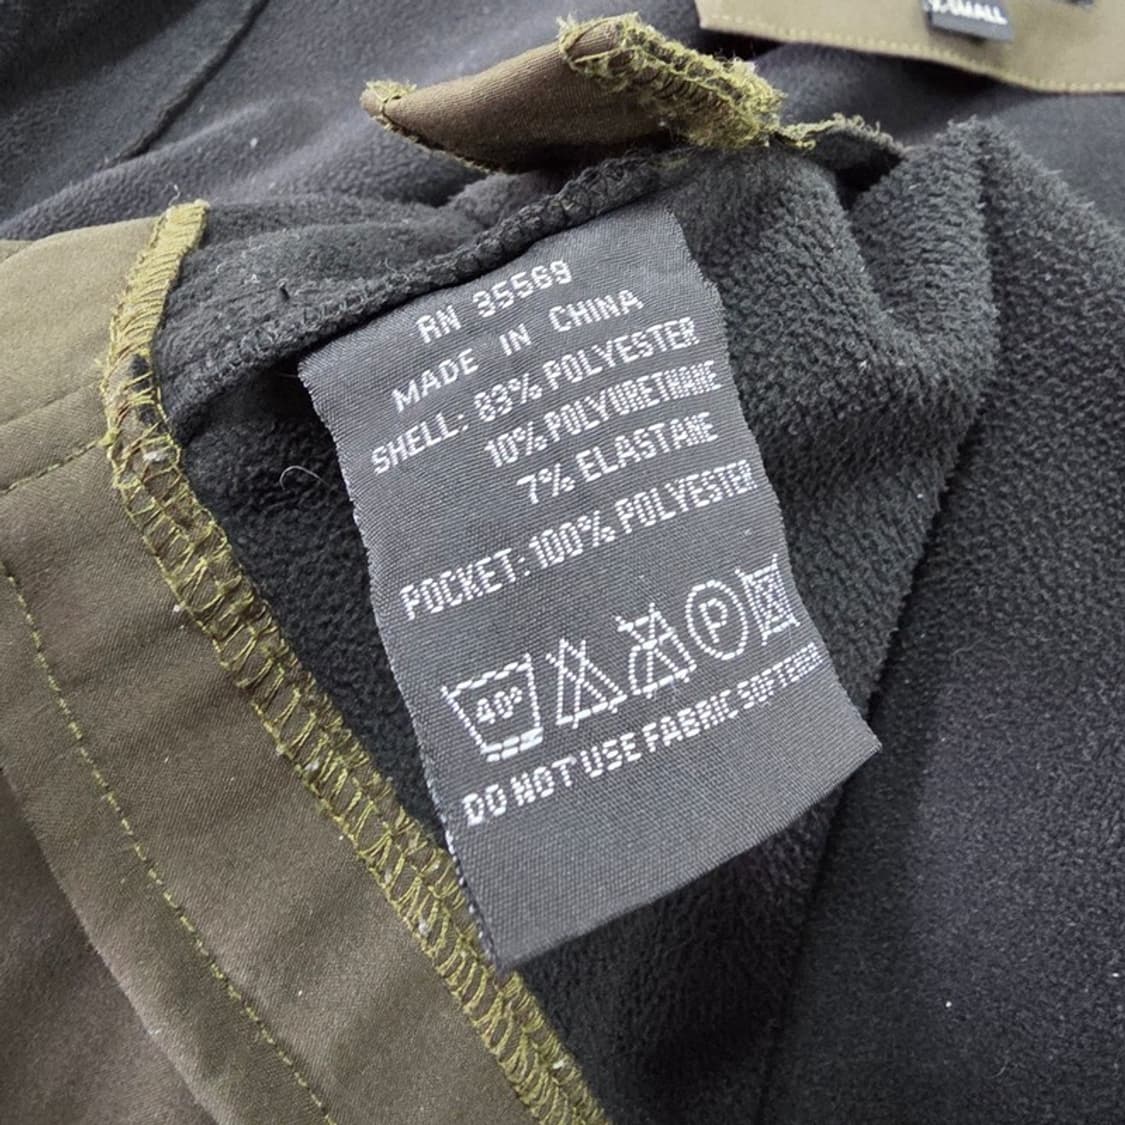 X-SMALL
RN 35569
MADE IN CHINA
SHELL: 83% POLYESTER
10% POLYURETHANE
7% ELASTANE
POCKET: 100% POLYESTER
40° P
DO NOT USE FABRIC SOFTENER